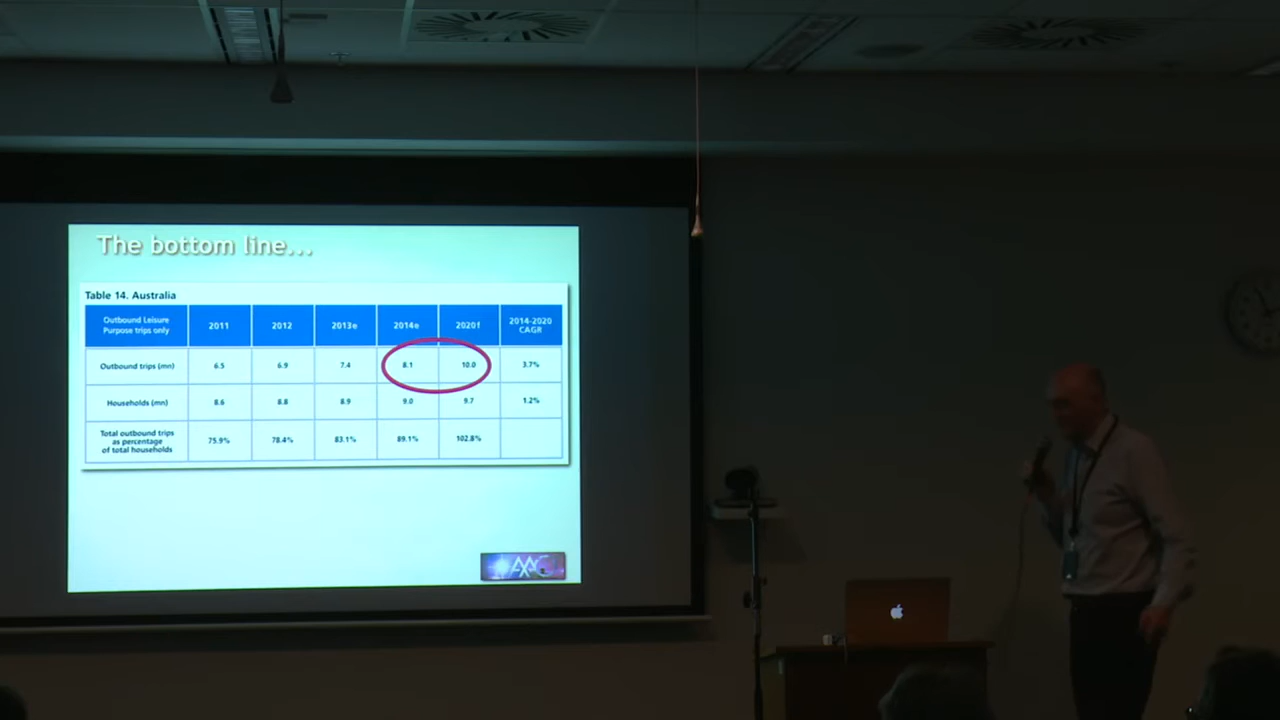 The bottom line...
Table 14. Australia
Outbound Leisure
Purpose trips only
2011
2012
2013e
2014e
2020f
2014-2020
CAGR
Outbound trips (mn)
6.5
6.9
7.4
8.1
10.0
3.7%
Households (mn)
8.6
8.8
8.9
9.0
9.7
1.2%
Total outbound trips
as percentage
of total households
75.9%
78.4%
83.1%
89.1%
102.8%